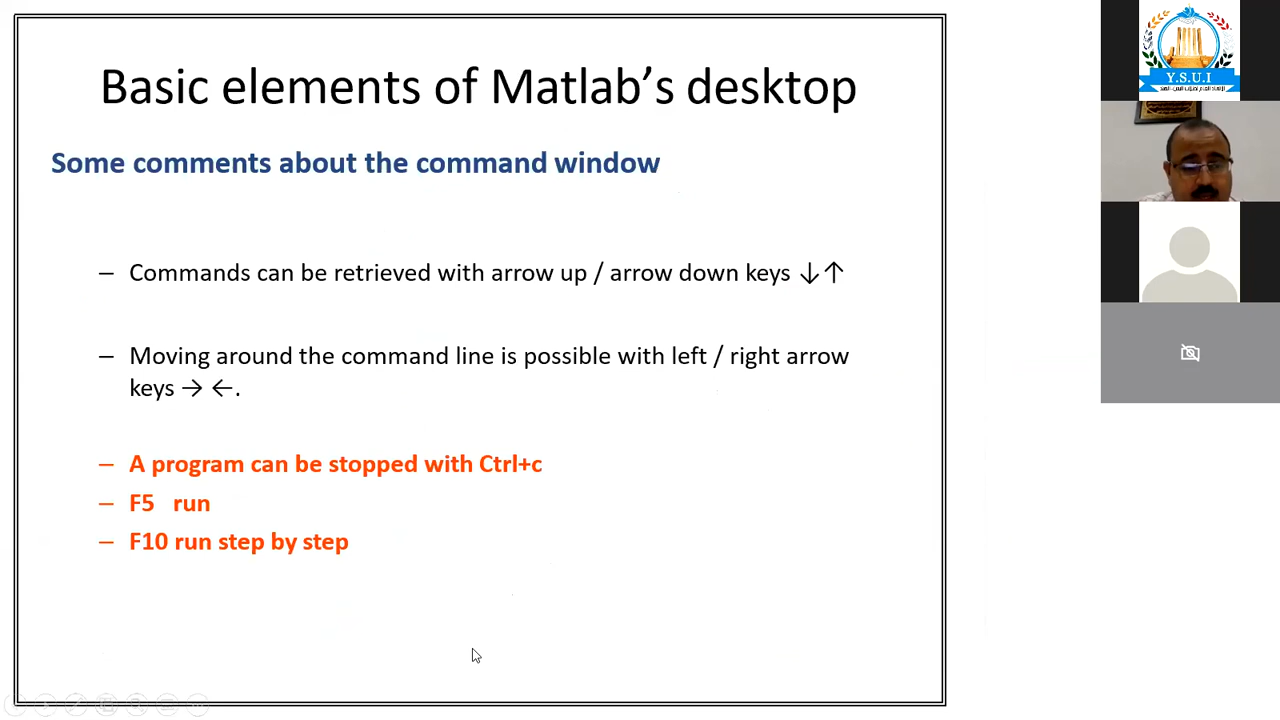 Basic elements of Matlab’s desktop
Some comments about the command window
– Commands can be retrieved with arrow up / arrow down keys ↓↑
– Moving around the command line is possible with left / right arrow
keys → ←.
– A program can be stopped with Ctrl+c
– F5 run
– F10 run step by step
Y.S.U.I